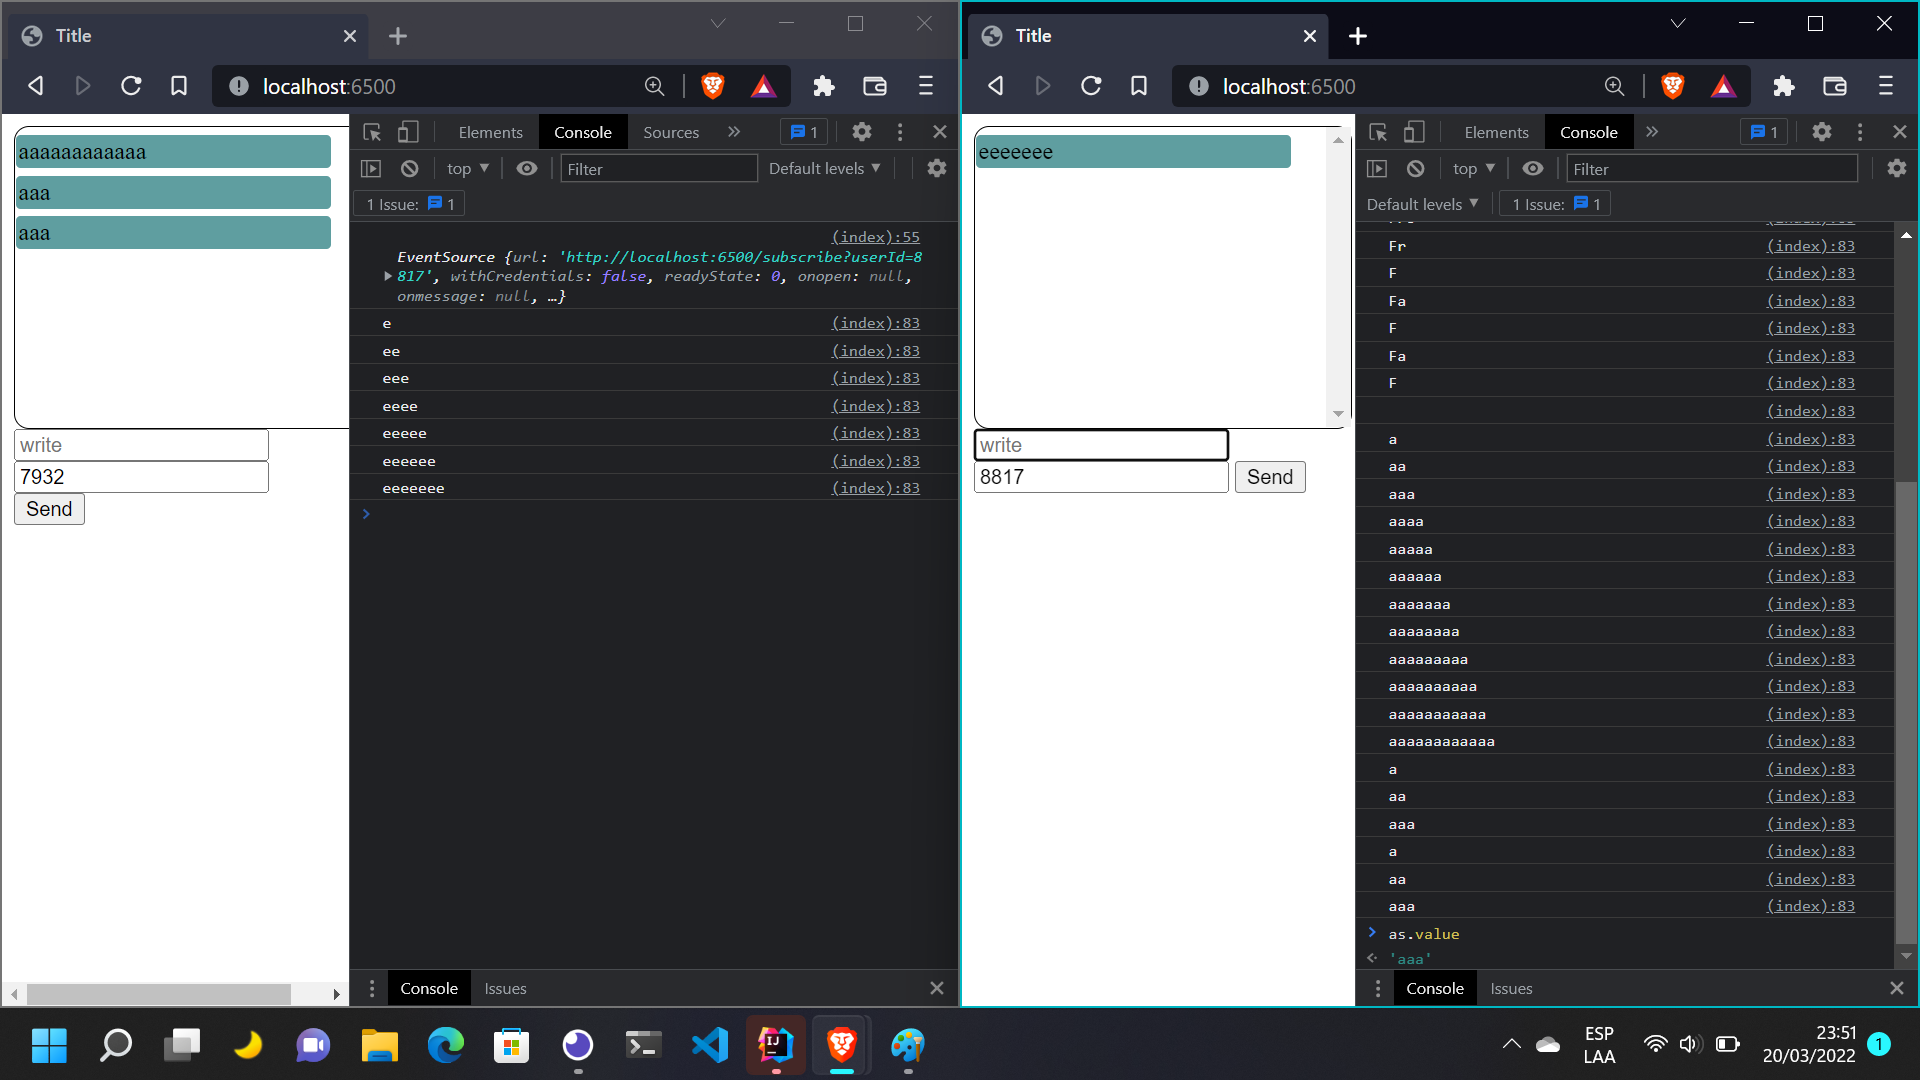 Title
localhost:6500
aaaaaaaaaaaa
aaa
aaa
write
7932
Send
Elements
Console
Sources
1
top
Filter
Default levels
1 Issue: 1
(index):55
EventSource {url: 'http://localhost:6500/subscribe?userId=8
817', withCredentials: false, readyState: 0, onopen: null,
onmessage: null, …}
e (index):83
ee (index):83
eee (index):83
eeee (index):83
eeeee (index):83
eeeeee (index):83
eeeeeee (index):83
Console
Issues
Title
localhost:6500
eeeeeee
write
8817
Send
Elements
Console
1
top
Filter
Default levels
1 Issue: 1
Fr (index):83
F (index):83
Fa (index):83
F (index):83
Fa (index):83
F (index):83
(index):83
a (index):83
aa (index):83
aaa (index):83
aaaa (index):83
aaaaa (index):83
aaaaaa (index):83
aaaaaaa (index):83
aaaaaaaa (index):83
aaaaaaaaa (index):83
aaaaaaaaaa (index):83
aaaaaaaaaaa (index):83
aaaaaaaaaaaa (index):83
a (index):83
aa (index):83
aaa (index):83
a (index):83
aa (index):83
aaa (index):83
as.value
'aaa'
Console
Issues
IJ
ESP
LAA
23:51
20/03/2022
1